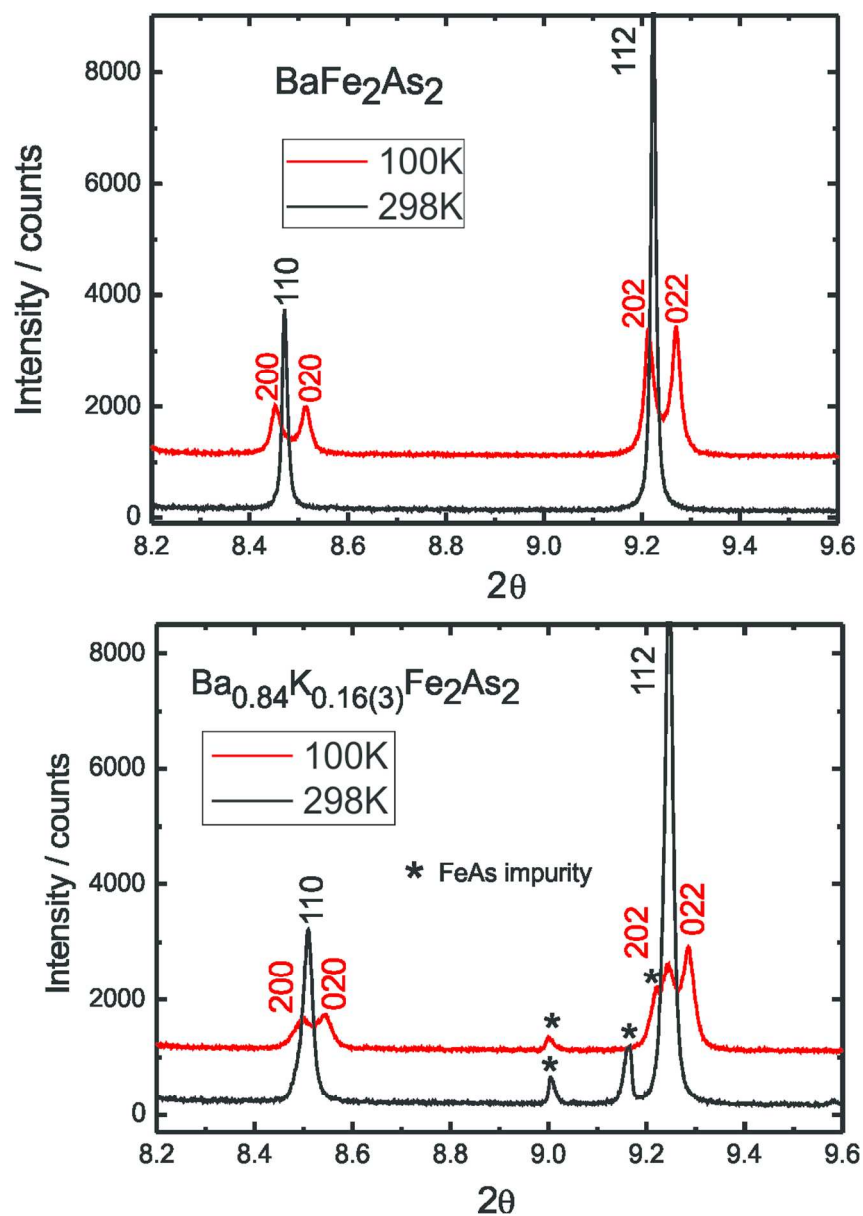 BaFe2As2
100K
298K
112
110
200
020
202
022
8000
6000
4000
2000
0
Intensity / counts
8.2 8.4 8.6 8.8 9.0 9.2 9.4 9.6
2θ
Ba0.84K0.16(3)Fe2As2
100K
298K
* FeAs impurity
112
110
200
020
202
022
*
*
*
*
8000
6000
4000
2000
0
Intensity / counts
8.2 8.4 8.6 8.8 9.0 9.2 9.4 9.6
2θ